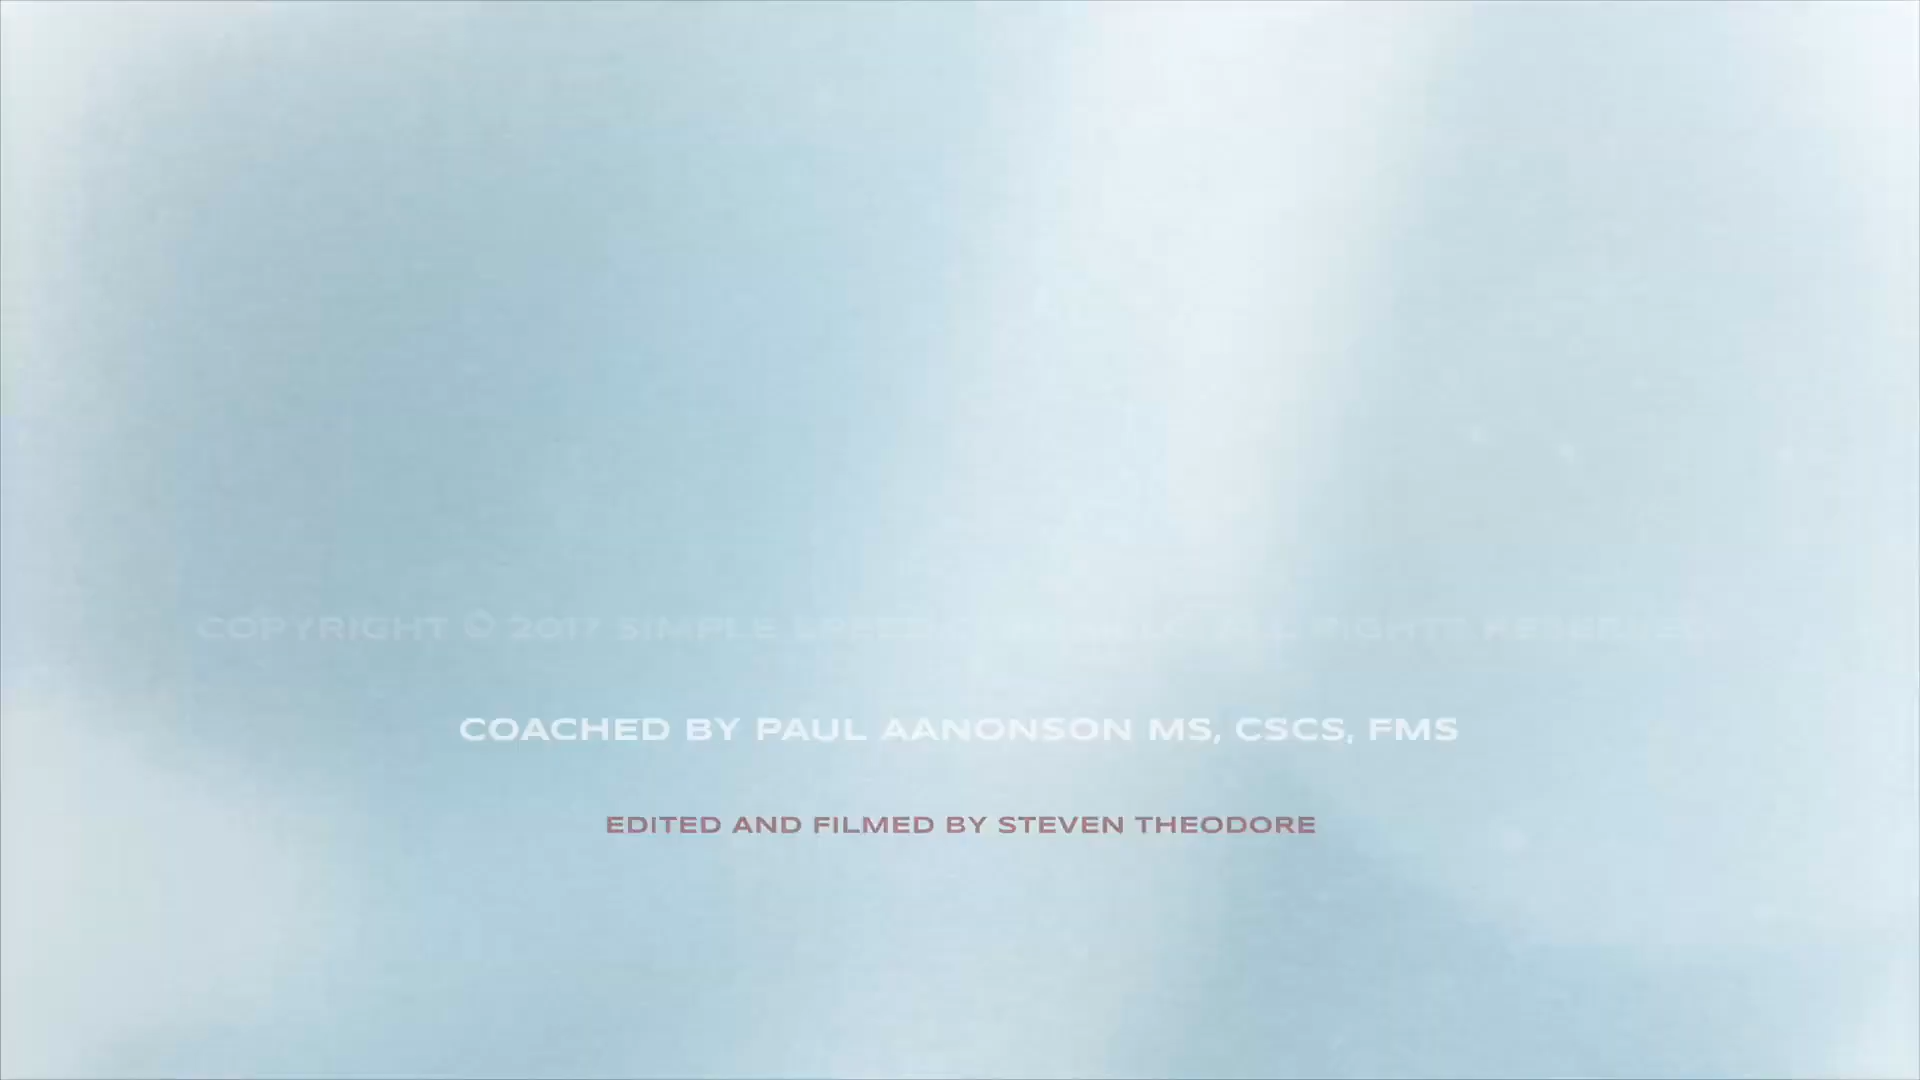 COPYRIGHT © 2017 SIMPLE SPEED ALL RIGHTS RESERVED
COACHED BY PAUL AANONSON MS, CSCS, FMS
EDITED AND FILMED BY STEVEN THEODORE